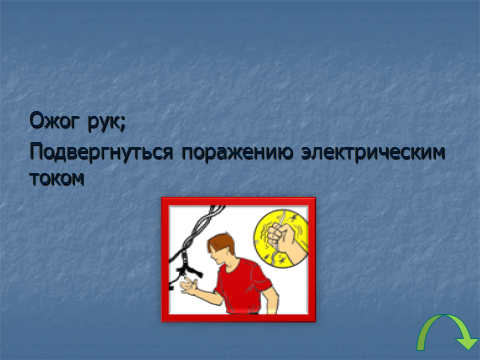 Ожог рук;
Подвергнуться поражению электрическим
током